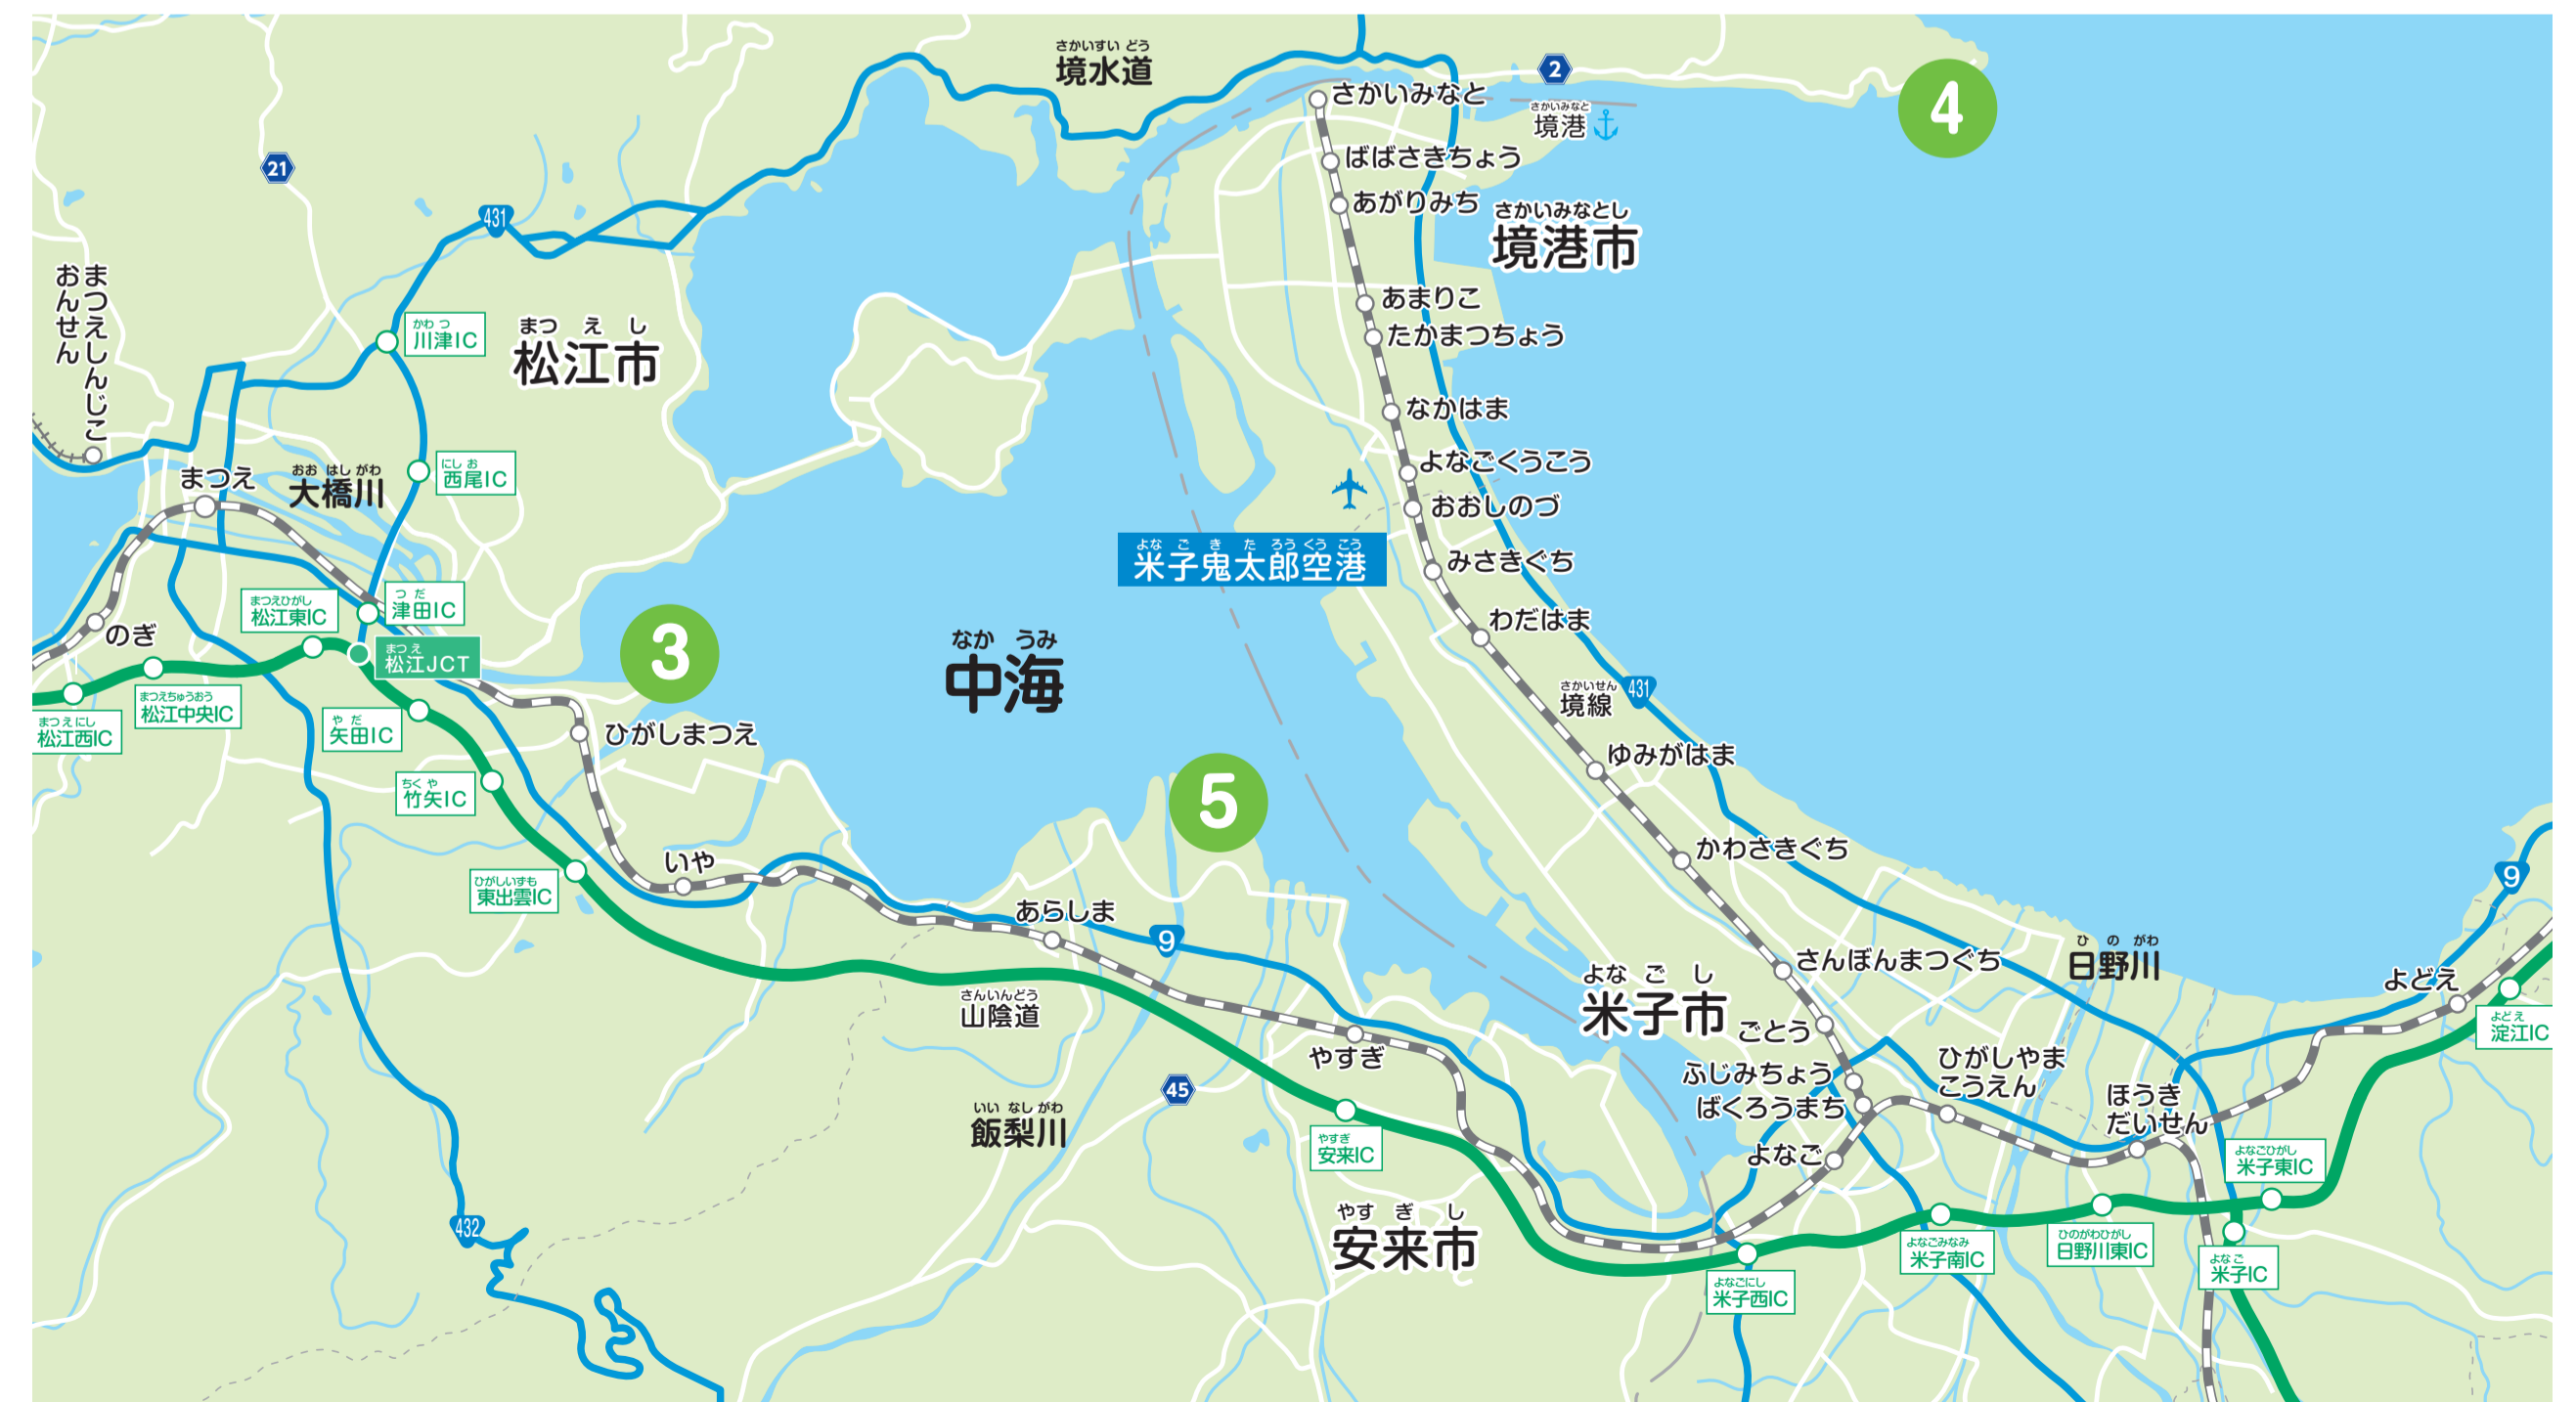 さかいすいどう
境水道
2
さかいみなと
さかいみなと
境港
4
ばばさきちょう
21
あがりみち
さかいみなとし
境港市
431
まつえしんじこ
おんせん
あまりこ
かわつ
川津IC
まつえし
松江市
たかまつちょう
なかはま
にしお
西尾IC
よなごくうこう
まつえ
おおはしがわ
大橋川
おおしのづ
よなごきたろうくうこう
米子鬼太郎空港
みさきぐち
まつえひがし
松江東IC
つだ
津田IC
わだはま
のぎ
まつえ
松江JCT
3
なかうみ
中海
さかいせん
境線
431
まつえにし
松江西IC
まつえちゅうおう
松江中央IC
やだ
矢田IC
ひがしまつえ
ゆみがはま
ちくや
竹矢IC
5
かわさきぐち
いや
ひがしいずも
東出雲IC
9
あらしま
9
ひのがわ
日野川
さんぼんまつぐち
よなごし
米子市
よどえ
さんいんどう
山陰道
よどえ
淀江IC
ごとう
やすぎ
ひがしやま
こうえん
ふじみちょう
45
ばくろうまち
ほうき
だいせん
いいなしがわ
飯梨川
やすぎ
安来IC
よなご
よなごひがし
米子東IC
やすぎし
安来市
432
よなごみなみ
米子南IC
ひのがわひがし
日野川東IC
よなご
米子IC
よなごにし
米子西IC